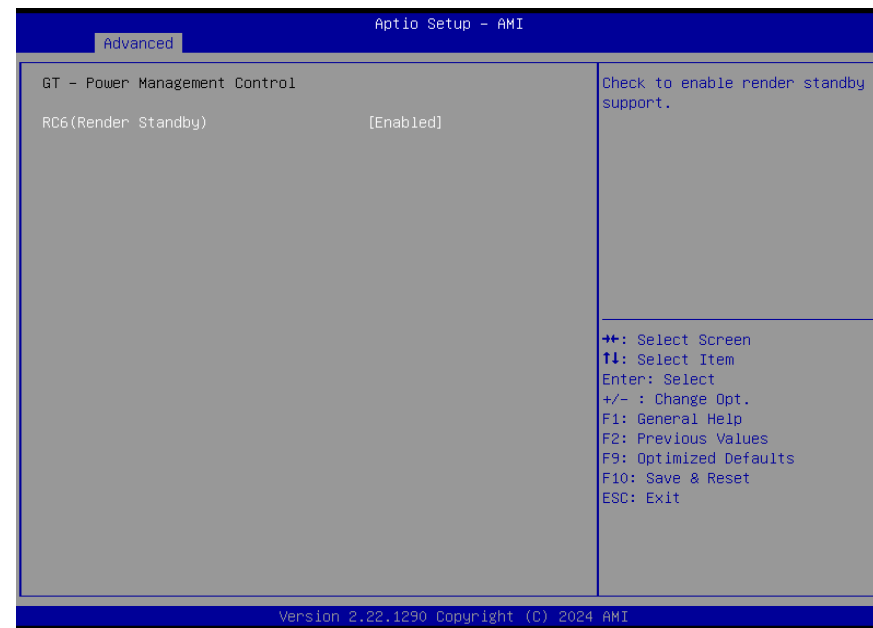 Aptio Setup – AMI
Advanced
GT – Power Management Control
RC6(Render Standby) [Enabled]
Check to enable render standby
support.
→←: Select Screen
↑↓: Select Item
Enter: Select
+/- : Change Opt.
F1: General Help
F2: Previous Values
F9: Optimized Defaults
F10: Save & Reset
ESC: Exit
Version 2.22.1290 Copyright (C) 2024 AMI